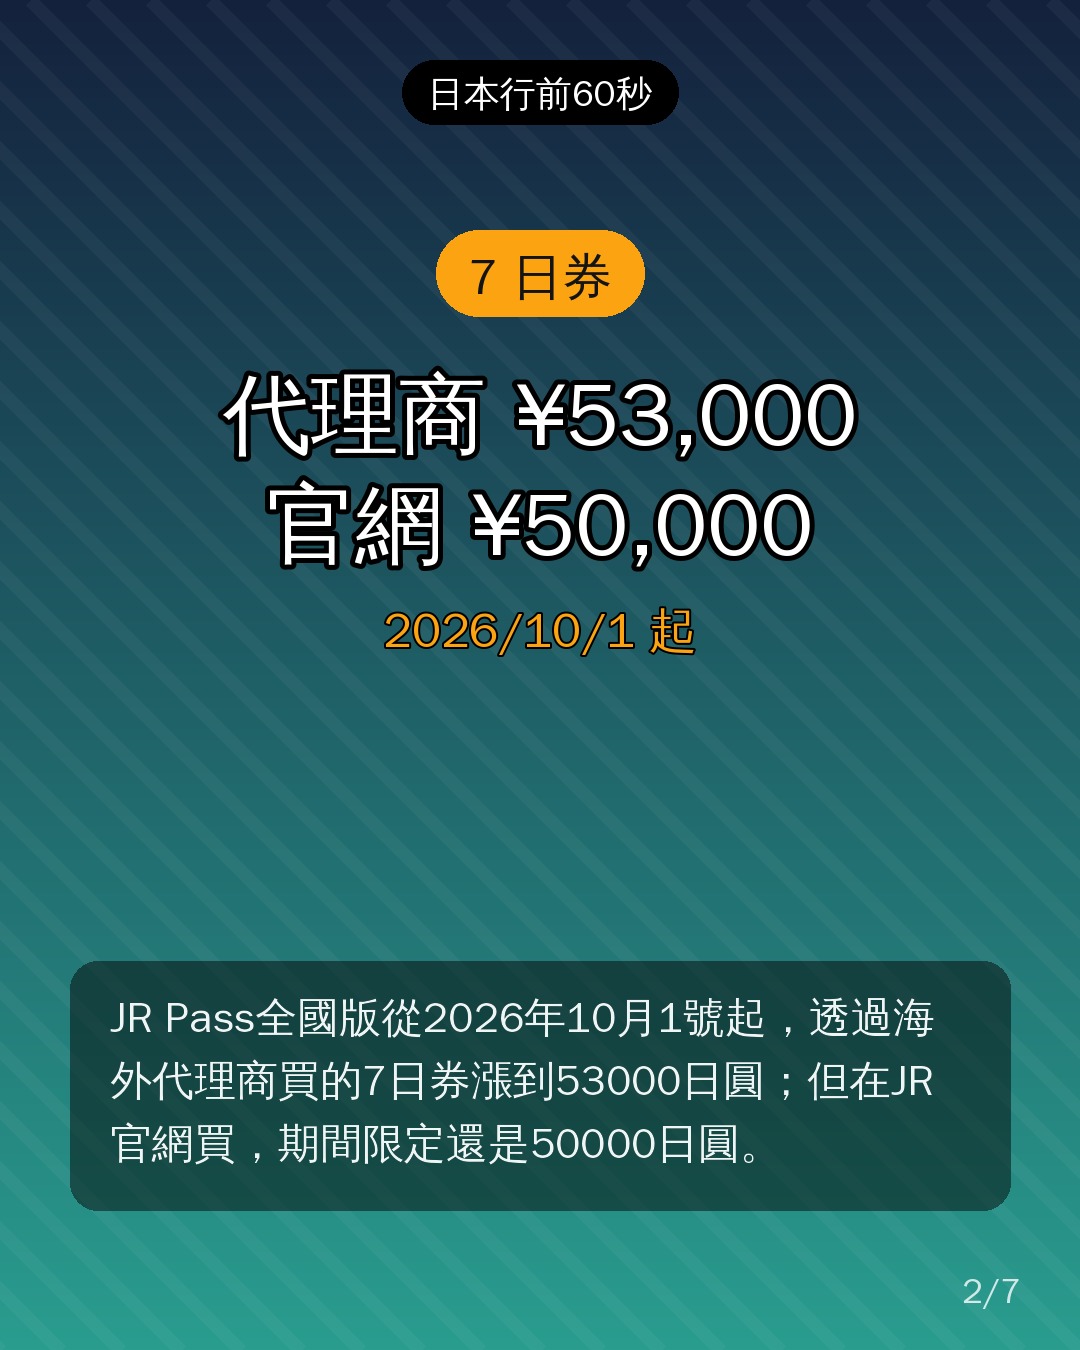 日本行前60秒
7 日券
代理商 ¥53,000
官網 ¥50,000
2026/10/1 起
JR Pass全國版從2026年10月1號起，透過海
外代理商買的7日券漲到53000日圓；但在JR
官網買，期間限定還是50000日圓。
2/7